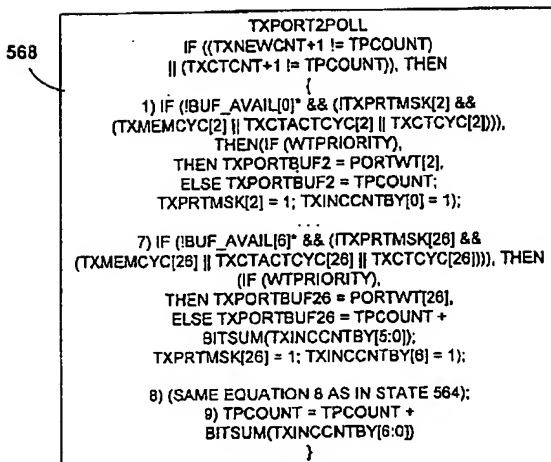 568
TXPORT2POLL
IF ((TXNEWCNT+1 != TPCOUNT)
|| (TXCTCNT+1 != TPCOUNT)), THEN
{
1) IF (!BUF_AVAIL[0]* && (!TXPRTMSK[2] &&
(TXMEMCYC[2] || TXCTACTCYC[2] || TXCTCYC[2]))),
THEN(IF (WTPRIORITY),
THEN TXPORTBUF2 = PORTWT[2],
ELSE TXPORTBUF2 = TPCOUNT;
TXPRTMSK[2] = 1; TXINCCNTBY[0] = 1);
. . .
7) IF (!BUF_AVAIL[6]* && (!TXPRTMSK[26] &&
(TXMEMCYC[26] || TXCTACTCYC[26] || TXCTCYC[26]))), THEN
(IF (WTPRIORITY),
THEN TXPORTBUF26 = PORTWT[26],
ELSE TXPORTBUF26 = TPCOUNT +
BITSUM(TXINCCNTBY[5:0]);
TXPRTMSK[26] = 1; TXINCCNTBY[6] = 1);
8) (SAME EQUATION 8 AS IN STATE 564);
9) TPCOUNT = TPCOUNT +
BITSUM(TXINCCNTBY[6:0])
}